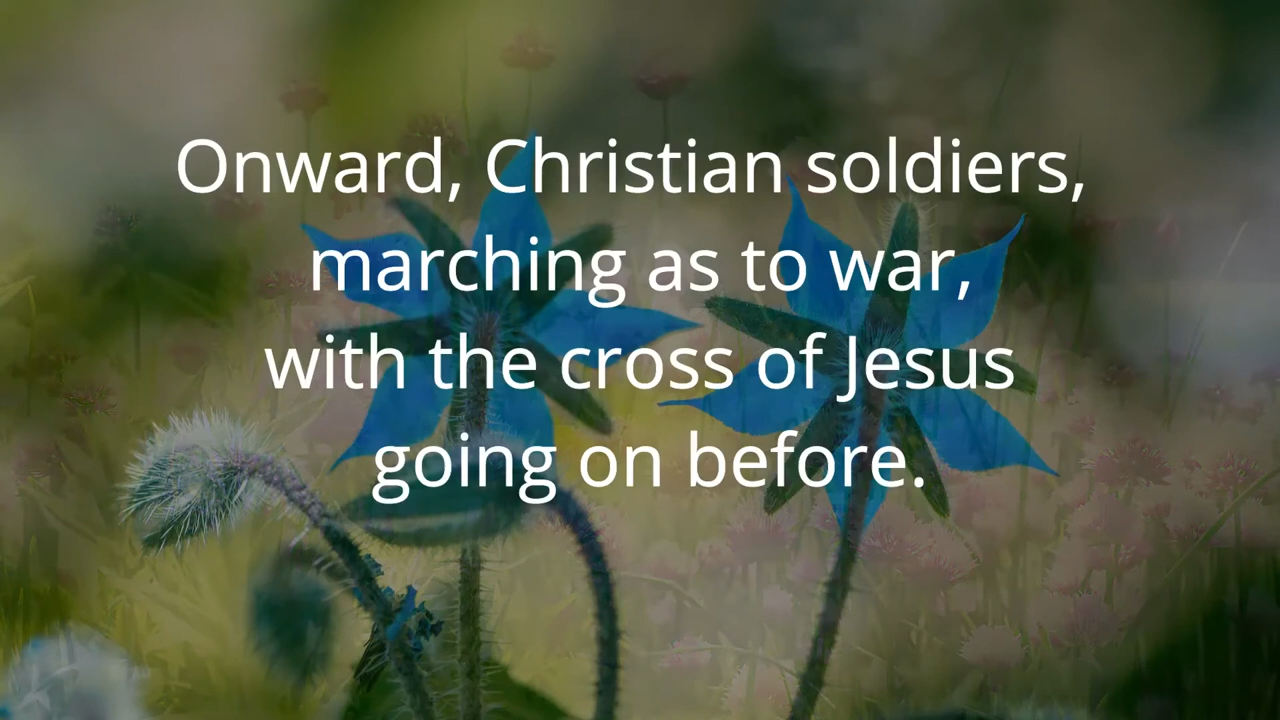 Onward, Christian soldiers,
marching as to war,
with the cross of Jesus
going on before.